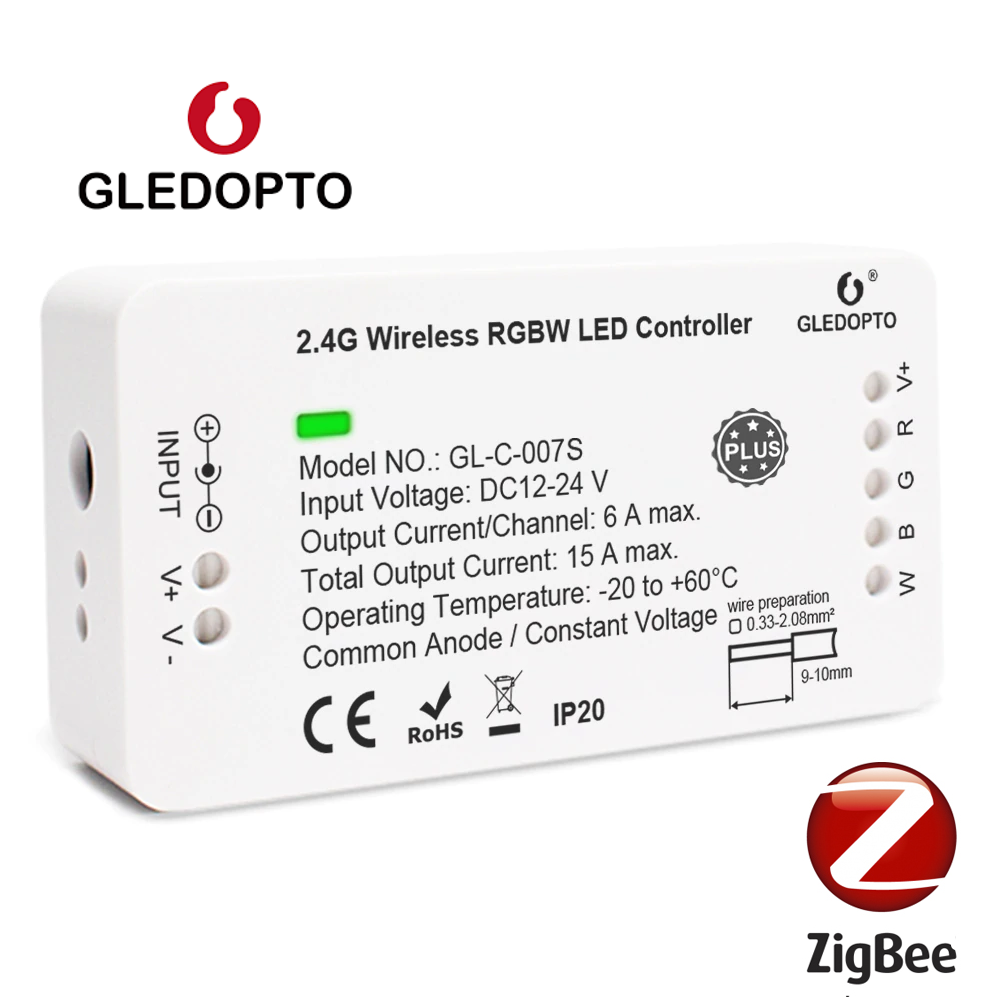 GLEDOPTO
GLEDOPTO ®
2.4G Wireless RGBW LED Controller
INPUT
V+
V -
Model NO.: GL-C-007S
Input Voltage: DC12-24 V
Output Current/Channel: 6 A max.
Total Output Current: 15 A max.
Operating Temperature: -20 to +60°C
Common Anode / Constant Voltage
PLUS
V+
R
G
B
W
wire preparation
0.33-2.08mm²
9-10mm
CE
RoHS
IP20
Z
ZigBee